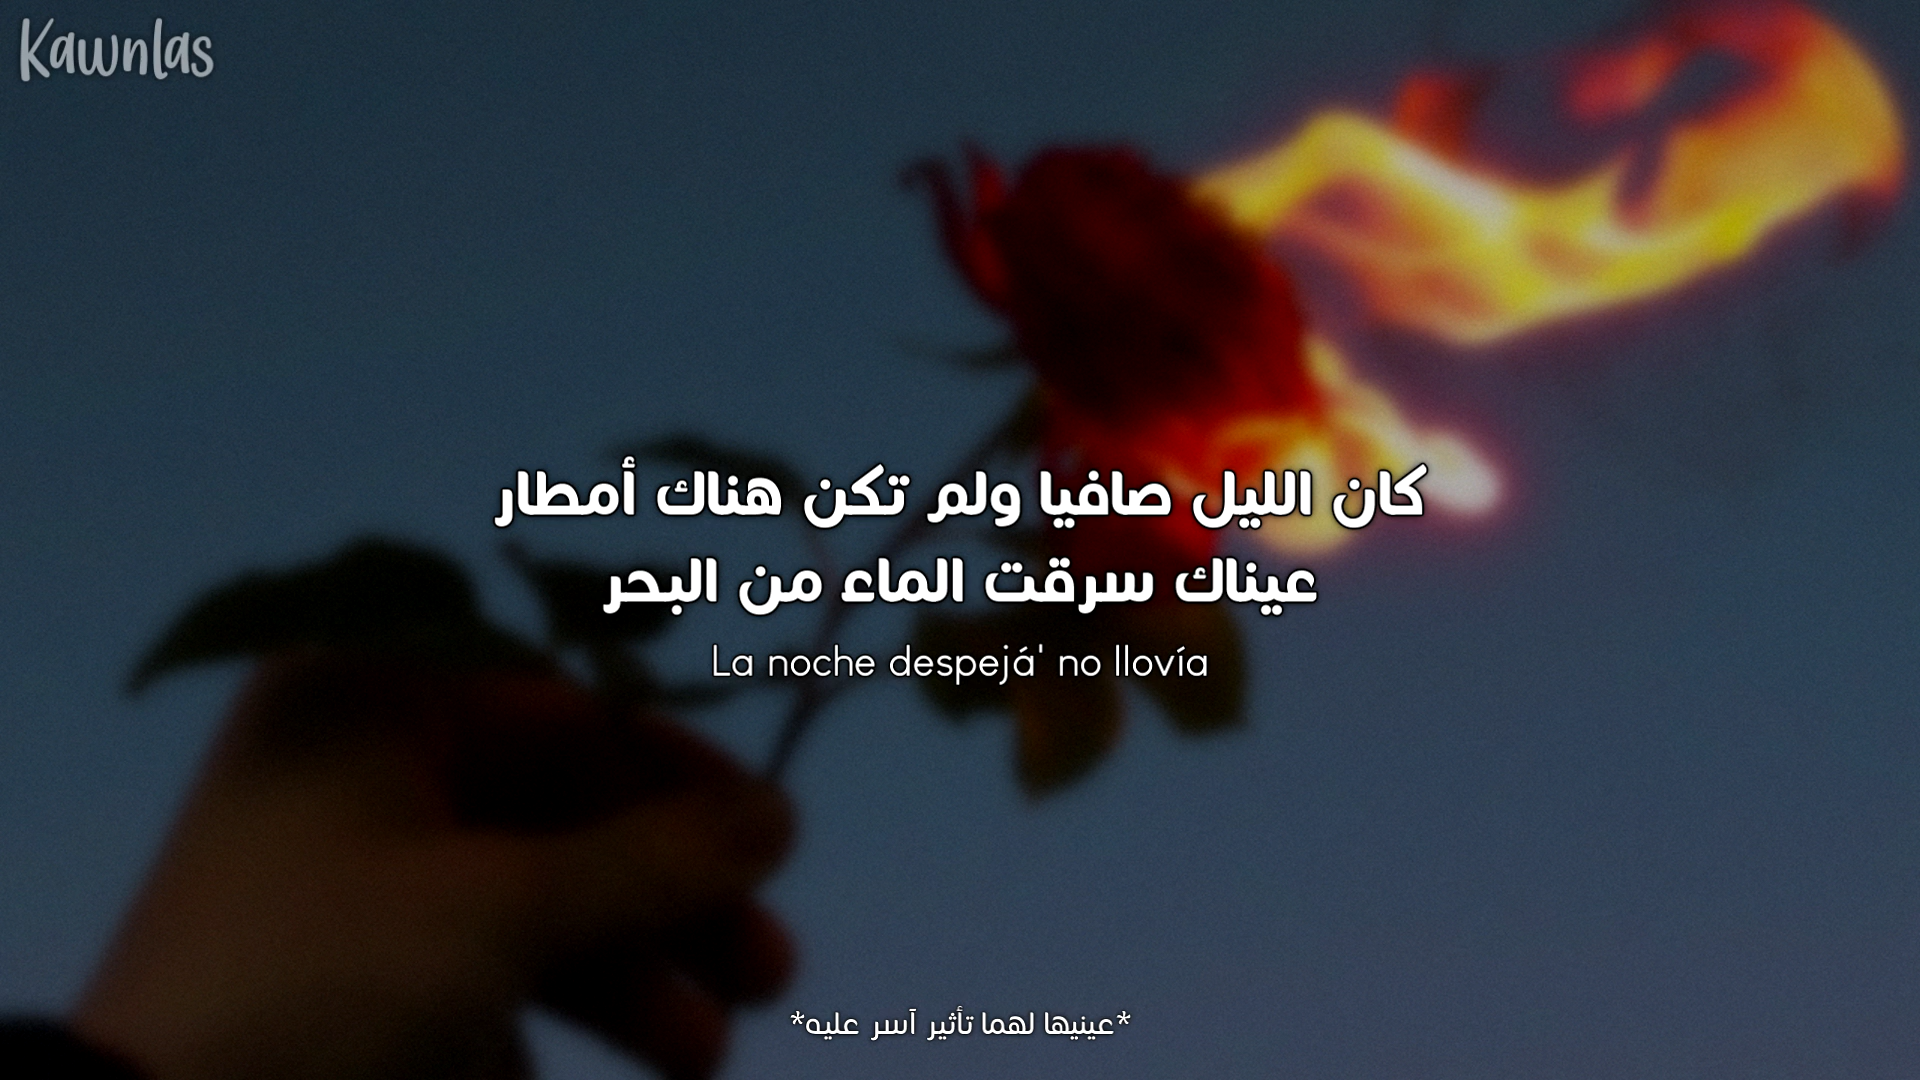 Kawnlas
كان الليل صافيا ولم تكن هناك أمطار
عيناك سرقت الماء من البحر
La noche despejá' no llovía
*عينيها لهما تأثير آسر عليه*